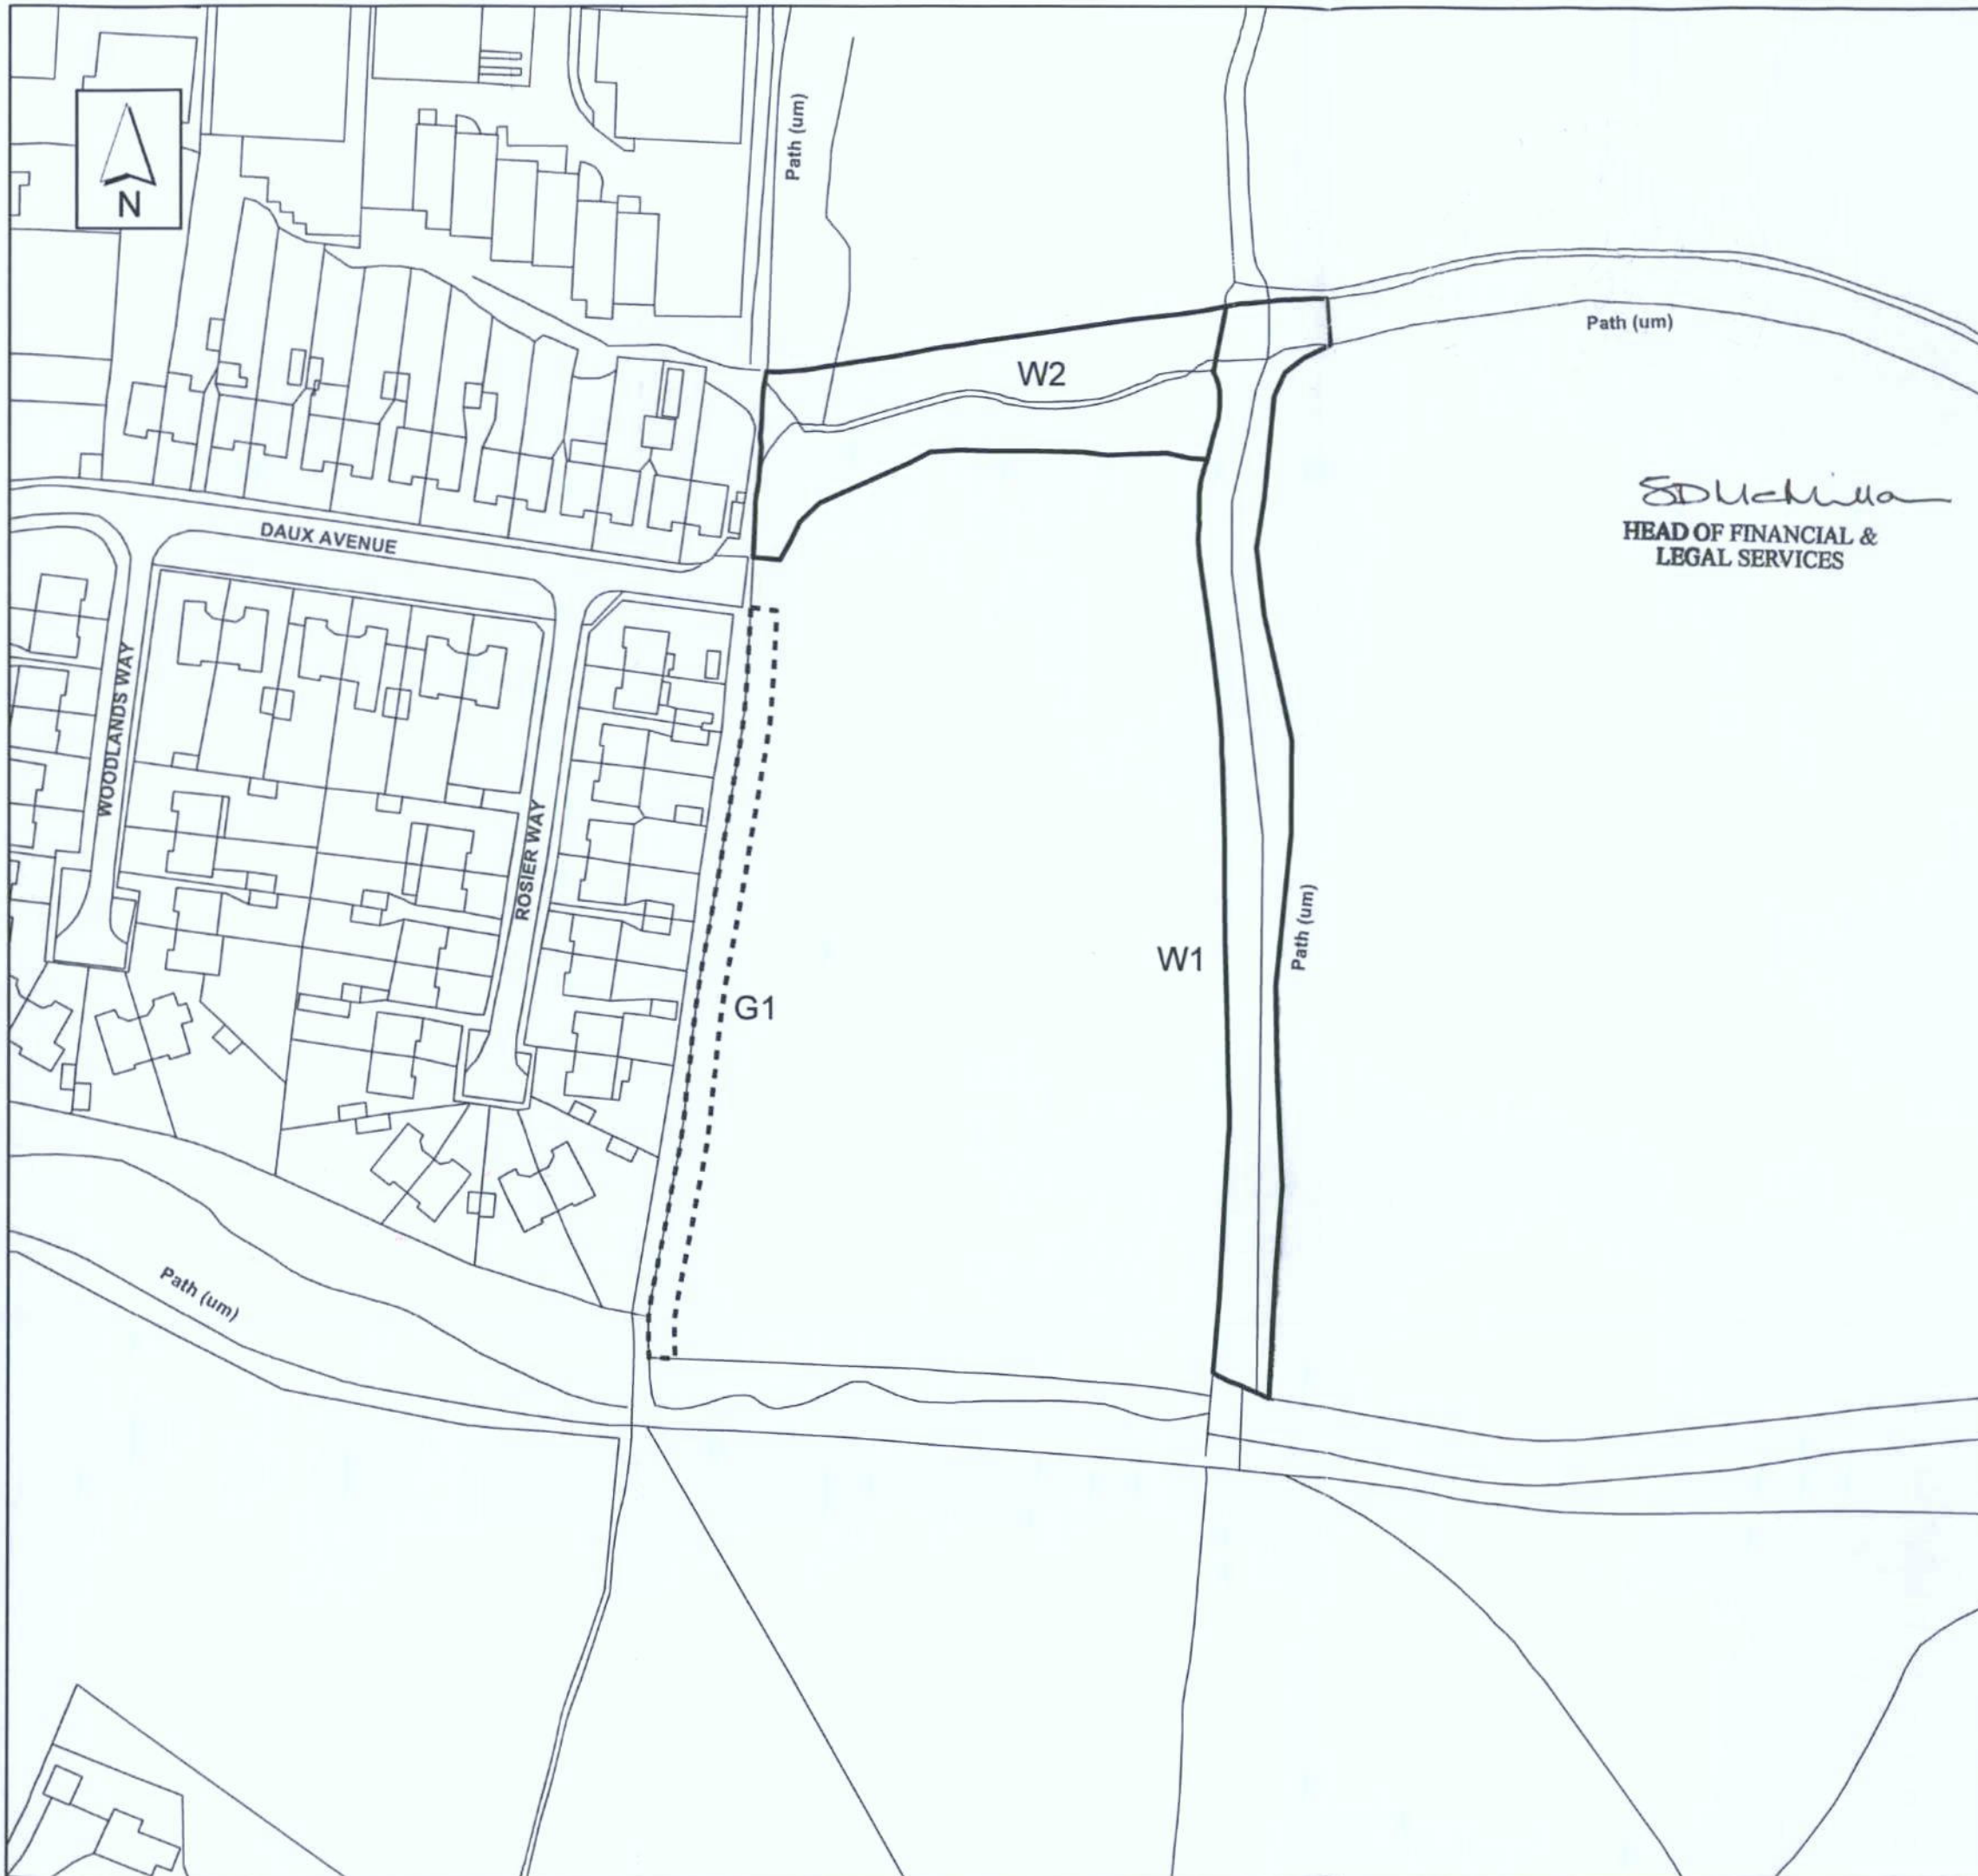 Path (um)
N
Path (um)
W2
SDMcMilla
HEAD OF FINANCIAL &
LEGAL SERVICES
DAUX AVENUE
WOODLANDS WAY
ROSIER WAY
W1
Path (um)
G1
Path (um)